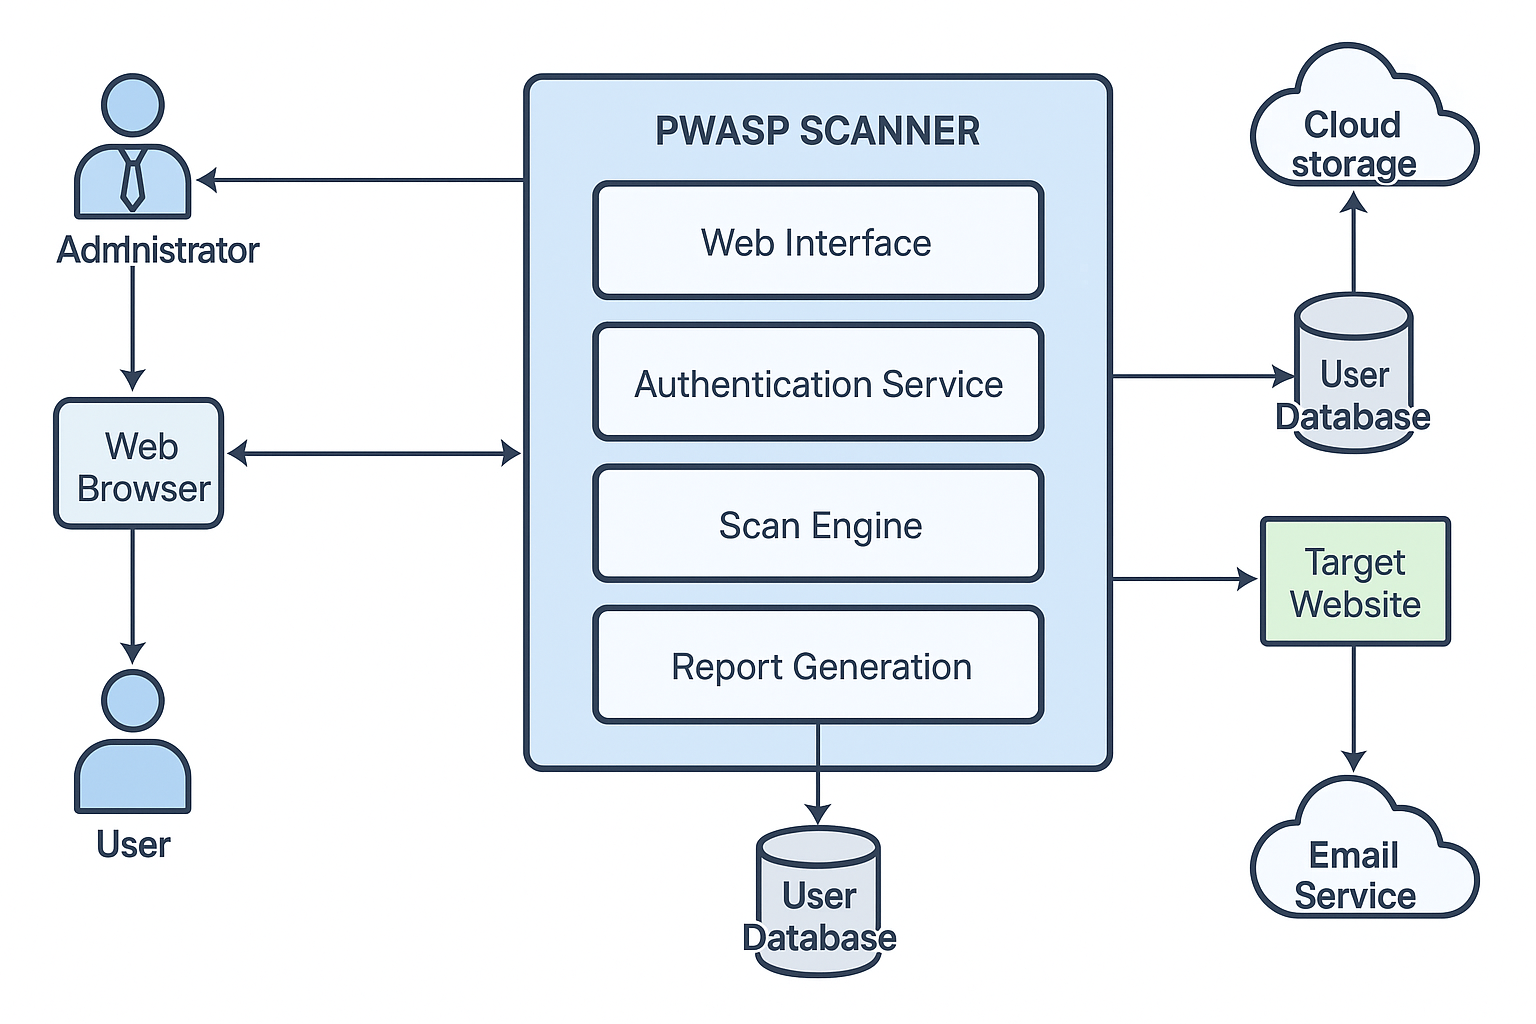 PWASP SCANNER
Web Interface
Authentication Service
Scan Engine
Report Generation
Admlnistrator
Web
Browser
User
Cloud
storage
User
Database
Target
Website
Email
Service
User
Database